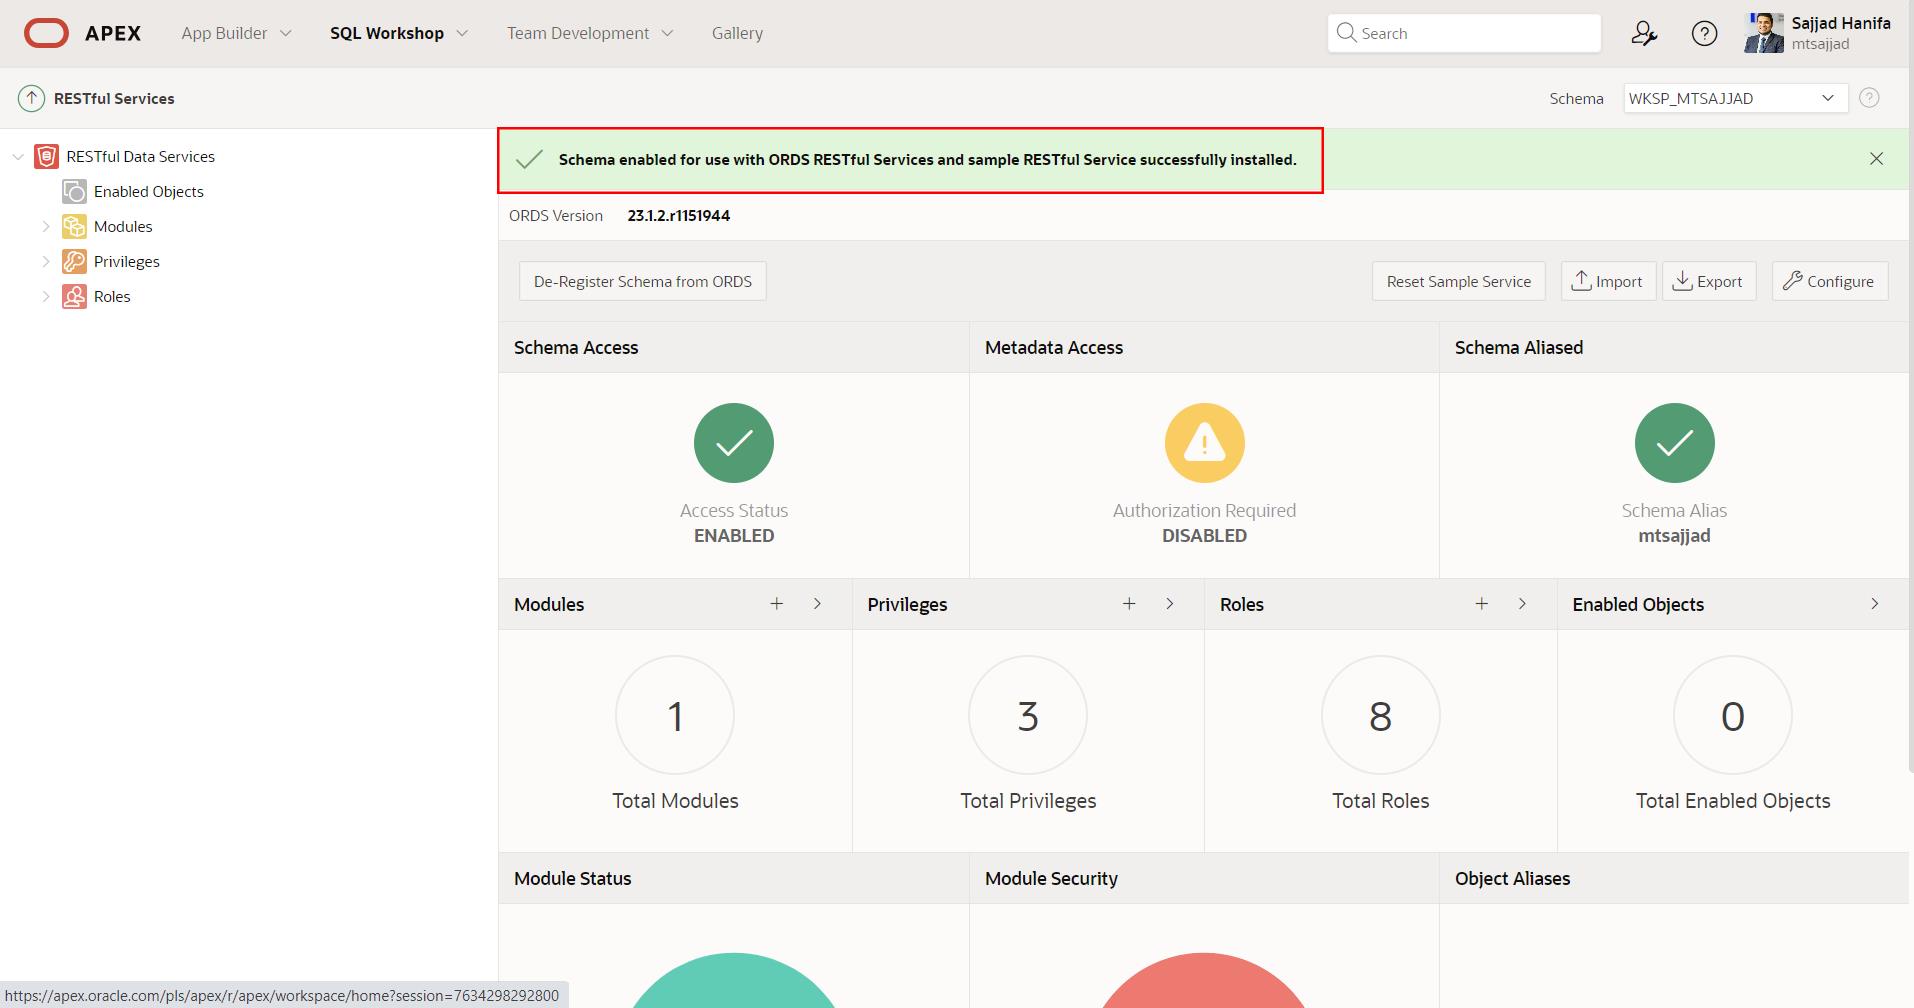 APEX
App Builder
SQL Workshop
Team Development
Gallery
Search
Sajjad Hanifa
mtsajjad
RESTful Services
Schema
WKSP_MTSAJJAD
RESTful Data Services
Enabled Objects
Modules
Privileges
Roles
Schema enabled for use with ORDS RESTful Services and sample RESTful Service successfully installed.
ORDS Version 23.1.2.r1151944
De-Register Schema from ORDS
Reset Sample Service
Import
Export
Configure
Schema Access
Access Status
ENABLED
Metadata Access
Authorization Required
DISABLED
Schema Aliased
Schema Alias
mtsajjad
Modules
1
Total Modules
Privileges
3
Total Privileges
Roles
8
Total Roles
Enabled Objects
0
Total Enabled Objects
Module Status
Module Security
Object Aliases
https://apex.oracle.com/pls/apex/r/apex/workspace/home?session=7634298292800